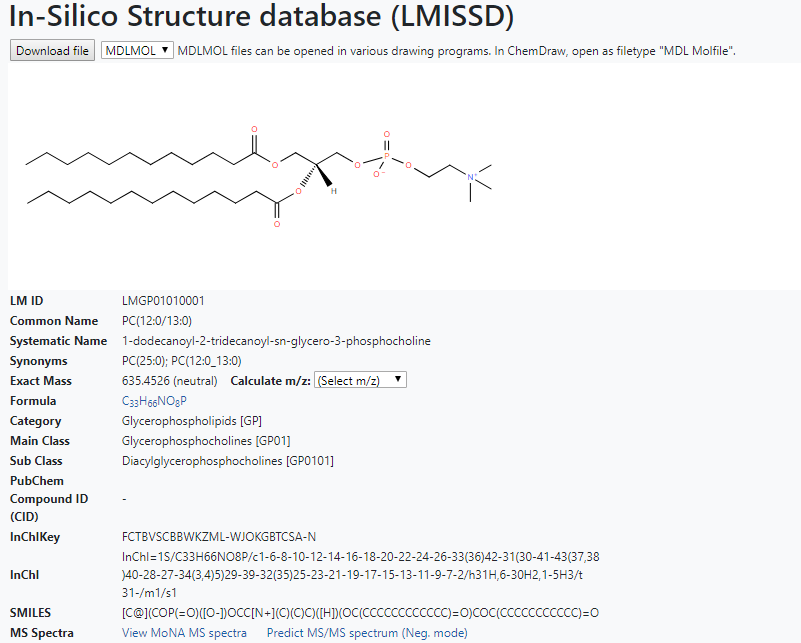 In-Silico Structure database (LMISSD)
Download file MDLMOL MDLMOL files can be opened in various drawing programs. In ChemDraw, open as filetype "MDL Molfile".
O
O
O
O
P
O
O-
O
H
O
N+
LM ID LMGP01010001
Common Name PC(12:0/13:0)
Systematic Name 1-dodecanoyl-2-tridecanoyl-sn-glycero-3-phosphocholine
Synonyms PC(25:0); PC(12:0_13:0)
Exact Mass 635.4526 (neutral) Calculate m/z: (Select m/z)
Formula C33H66NO8P
Category Glycerophospholipids [GP]
Main Class Glycerophosphocholines [GP01]
Sub Class Diacylglycerophosphocholines [GP0101]
PubChem
Compound ID -
(CID)
InChIKey FCTBVSCBBWKZML-WJOKGBTCSA-N
InChI=1S/C33H66NO8P/c1-6-8-10-12-14-16-18-20-22-24-26-33(36)42-31(30-41-43(37,38
InChI )40-28-27-34(3,4)5)29-39-32(35)25-23-21-19-17-15-13-11-9-7-2/h31H,6-30H2,1-5H3/t
31-/m1/s1
SMILES [C@](COP(=O)([O-])OCC[N+](C)(C)C)([H])(OC(CCCCCCCCCCCC)=O)COC(CCCCCCCCCCC)=O
MS Spectra View MoNA MS spectra Predict MS/MS spectrum (Neg. mode)